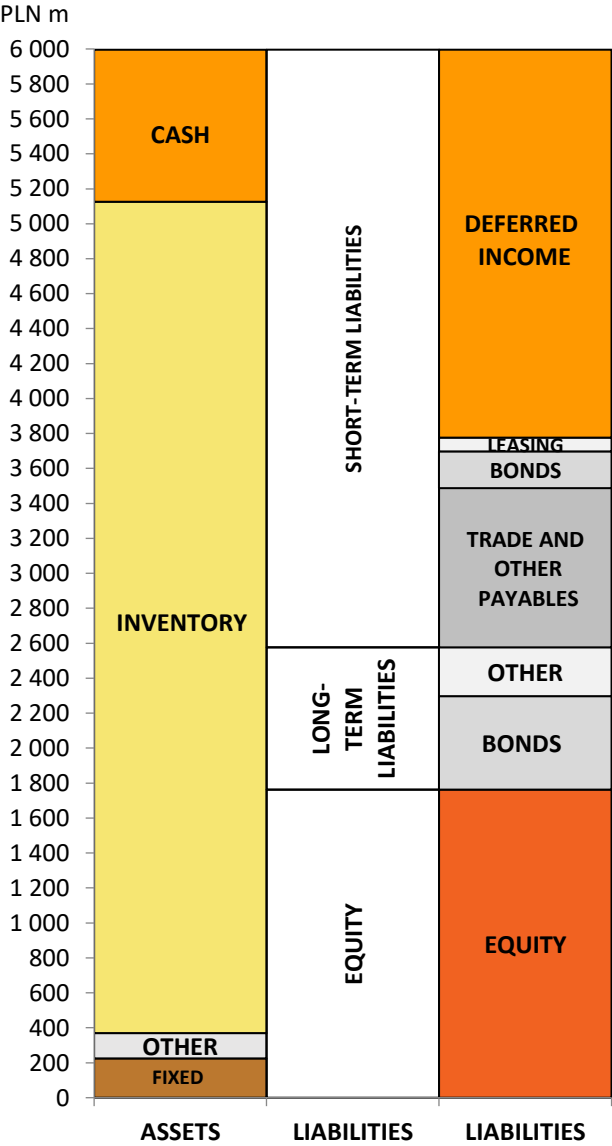 PLN m
6 000
5 800
5 600
5 400
5 200
5 000
4 800
4 600
4 400
4 200
4 000
3 800
3 600
3 400
3 200
3 000
2 800
2 600
2 400
2 200
2 000
1 800
1 600
1 400
1 200
1 000
800
600
400
200
0
CASH
INVENTORY
OTHER
FIXED
SHORT-TERM LIABILITIES
LONG-
TERM
LIABILITIES
EQUITY
DEFERRED
INCOME
LEASING
BONDS
TRADE AND
OTHER
PAYABLES
OTHER
BONDS
EQUITY
ASSETS
LIABILITIES
LIABILITIES